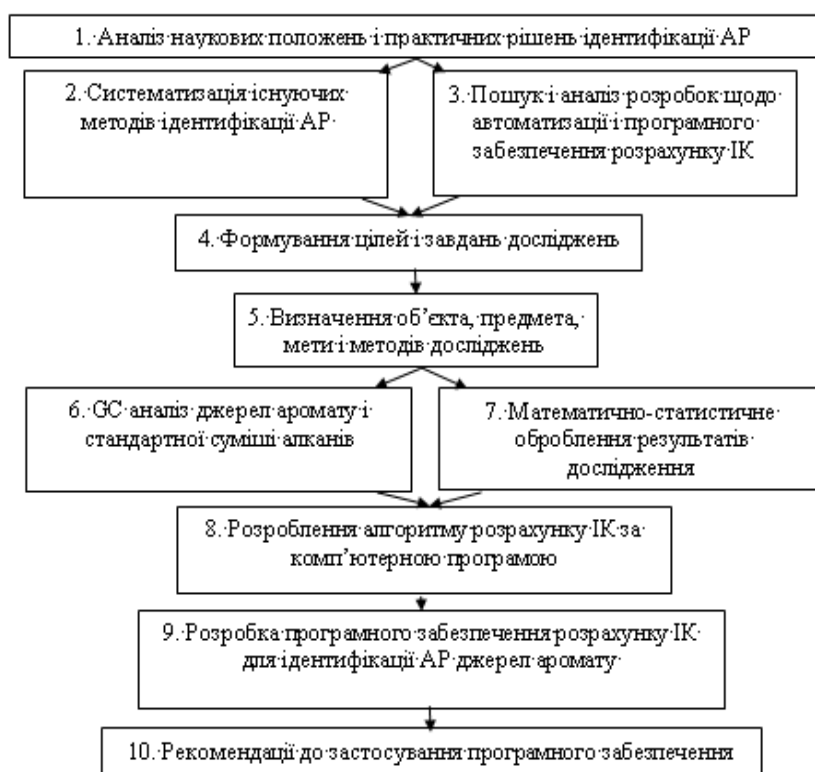 1. Аналіз наукових положень і практичних рішень ідентифікації АР
2. Систематизація існуючих
методів ідентифікації АР
3. Пошук і аналіз розробок щодо
автоматизації і програмного
забезпечення розрахунку ІК
4. Формування цілей і завдань досліджень
5. Визначення об’єкта, предмета,
мети і методів досліджень
6. GC аналіз джерел аромату і
стандартної суміші алканів
7. Математично-статистичне
оброблення результатів
дослідження
8. Розроблення алгоритму розрахунку ІК за
комп’ютерною програмою
9. Розробка програмного забезпечення розрахунку ІК
для ідентифікації АР джерел аромату
10. Рекомендації до застосування програмного забезпечення